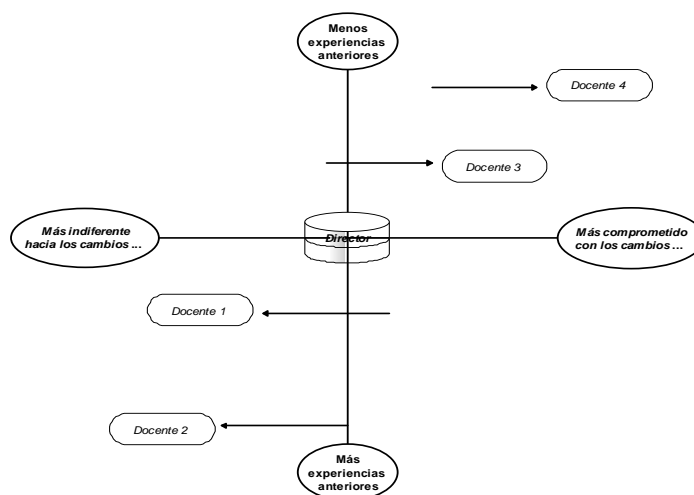 Menos
experiencias
anteriores
Docente 4
Docente 3
Más indiferente
hacia los cambios ...
Director
Más comprometido
con los cambios ...
Docente 1
Docente 2
Más
experiencias
anteriores